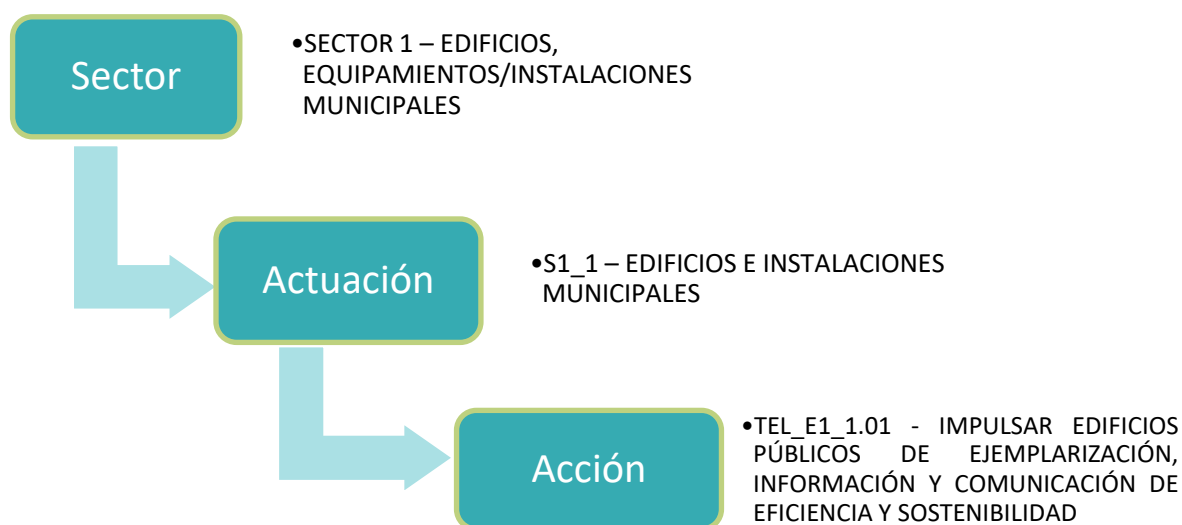 Sector
•SECTOR 1 – EDIFICIOS,
EQUIPAMIENTOS/INSTALACIONES
MUNICIPALES
Actuación
•S1_1 – EDIFICIOS E INSTALACIONES
MUNICIPALES
Acción
•TEL_E1_1.01 - IMPULSAR EDIFICIOS
PÚBLICOS DE EJEMPLARIZACIÓN,
INFORMACIÓN Y COMUNICACIÓN DE
EFICIENCIA Y SOSTENIBILIDAD